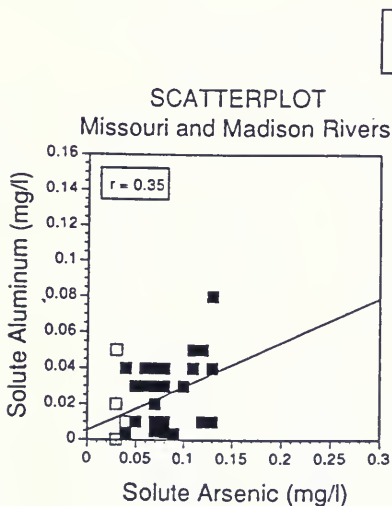 SCATTERPLOT
Missouri and Madison Rivers
r = 0.35
0.16
0.14
0.12
0.1
0.08
0.06
0.04
0.02
0
Solute Aluminum (mg/l)
0 0.05 0.1 0.15 0.2 0.25 0.3
Solute Arsenic (mg/l)